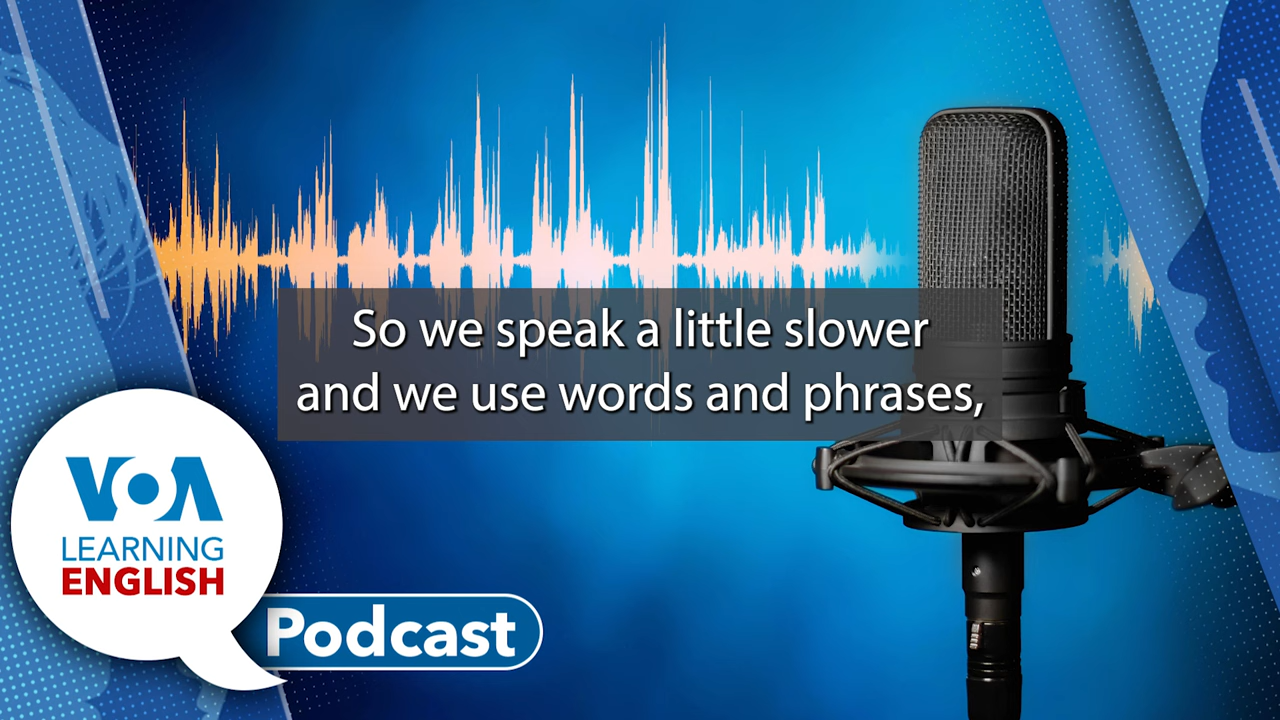 So we speak a little slower
and we use words and phrases,
VOA
LEARNING
ENGLISH
Podcast